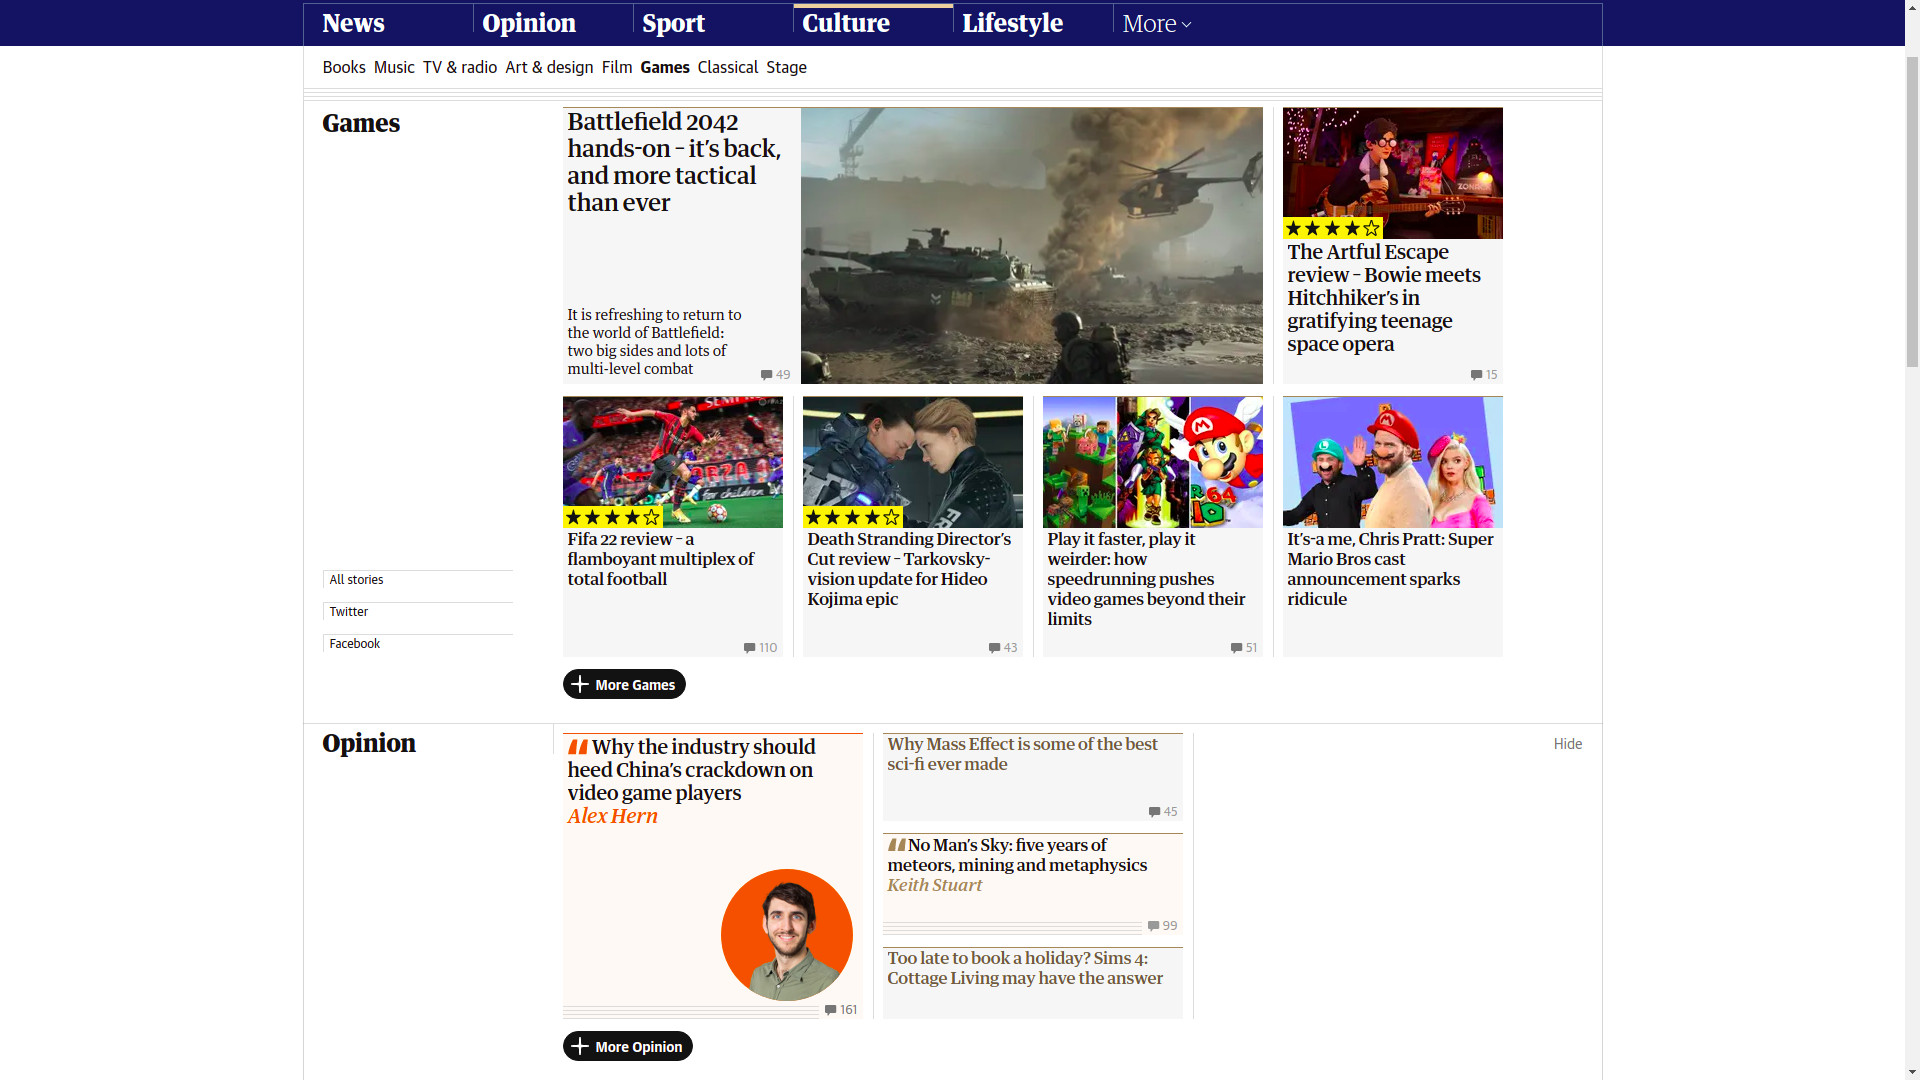 News
Opinion
Sport
Culture
Lifestyle
More
Books Music TV & radio Art & design Film Games Classical Stage
Games
Battlefield 2042
hands-on – it’s back,
and more tactical
than ever
It is refreshing to return to
the world of Battlefield:
two big sides and lots of
multi-level combat
49
ZONACK
The Artful Escape
review – Bowie meets
Hitchhiker’s in
gratifying teenage
space opera
15
Fifa 22 review – a
flamboyant multiplex of
total football
110
Death Stranding Director’s
Cut review – Tarkovsky-
vision update for Hideo
Kojima epic
43
64
Play it faster, play it
weirder: how
speedrunning pushes
video games beyond their
limits
51
M
It’s-a me, Chris Pratt: Super
Mario Bros cast
announcement sparks
ridicule
All stories
Twitter
Facebook
More Games
Opinion
Hide
Why the industry should
heed China’s crackdown on
video game players
Alex Hern
161
Why Mass Effect is some of the best
sci-fi ever made
45
No Man’s Sky: five years of
meteors, mining and metaphysics
Keith Stuart
99
Too late to book a holiday? Sims 4:
Cottage Living may have the answer
More Opinion